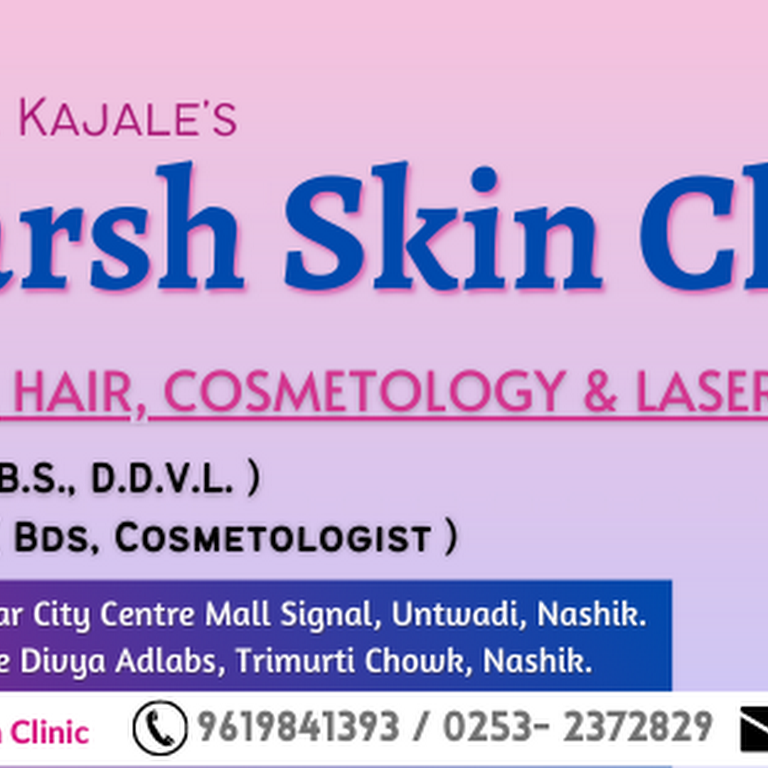 KAJALE'S
arsh Skin Cl
HAIR, COSMETOLOGY & LASER
B.S., D.D.V.L. )
( BDS, COSMETOLOGIST )
ar City Centre Mall Signal, Untwadi, Nashik.
e Divya Adlabs, Trimurti Chowk, Nashik.
n Clinic 9619841393 / 0253- 2372829